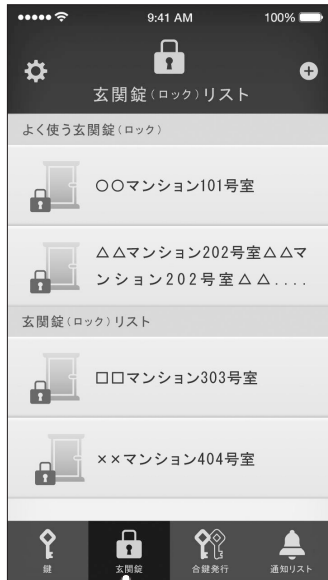 9:41 AM
100%
玄関錠（ロック）リスト
よく使う玄関錠（ロック）
○○マンション101号室
△△マンション202号室△△マ
ンション202号室△△....
玄関錠（ロック）リスト
□□マンション303号室
××マンション404号室
鍵
玄関錠
合鍵発行
通知リスト